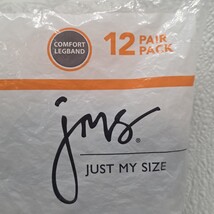 COMFORT
LEGBAND
12 PAIR
PACK
jms®
JUST MY SIZE